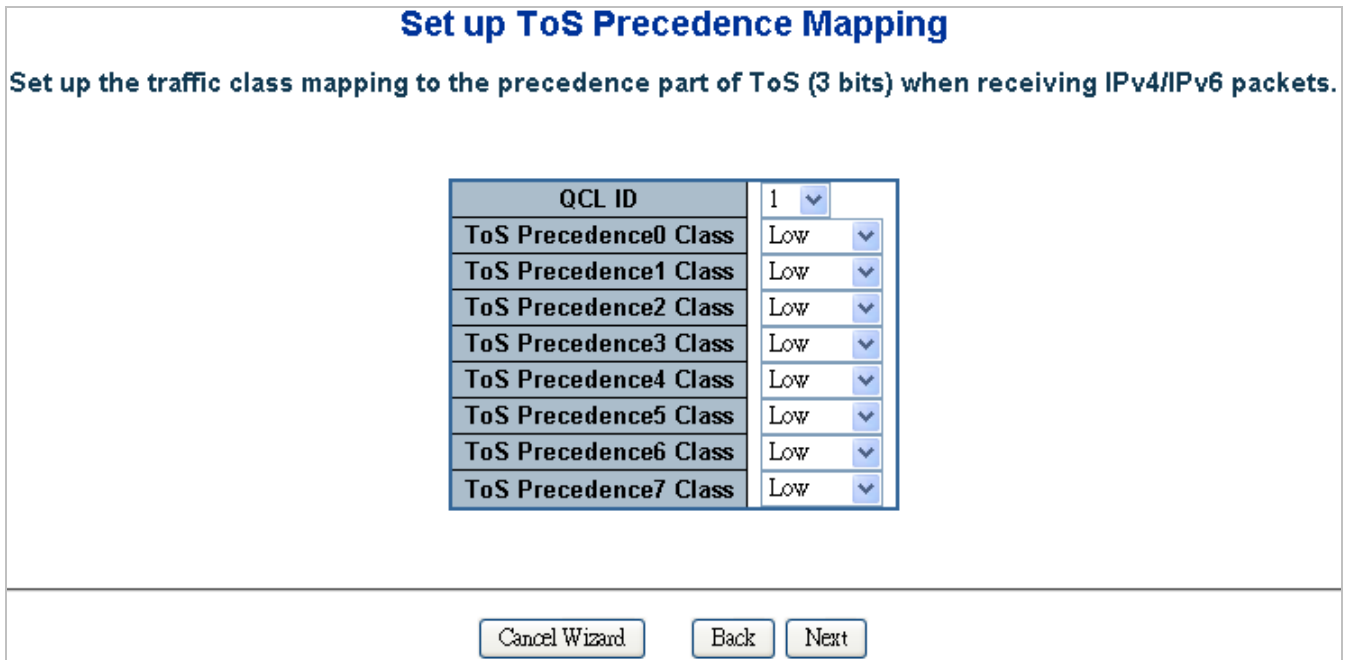 Set up ToS Precedence Mapping
Set up the traffic class mapping to the precedence part of ToS (3 bits) when receiving IPv4/IPv6 packets.
QCL ID 1
ToS Precedence0 Class Low
ToS Precedence1 Class Low
ToS Precedence2 Class Low
ToS Precedence3 Class Low
ToS Precedence4 Class Low
ToS Precedence5 Class Low
ToS Precedence6 Class Low
ToS Precedence7 Class Low
Cancel Wizard Back Next